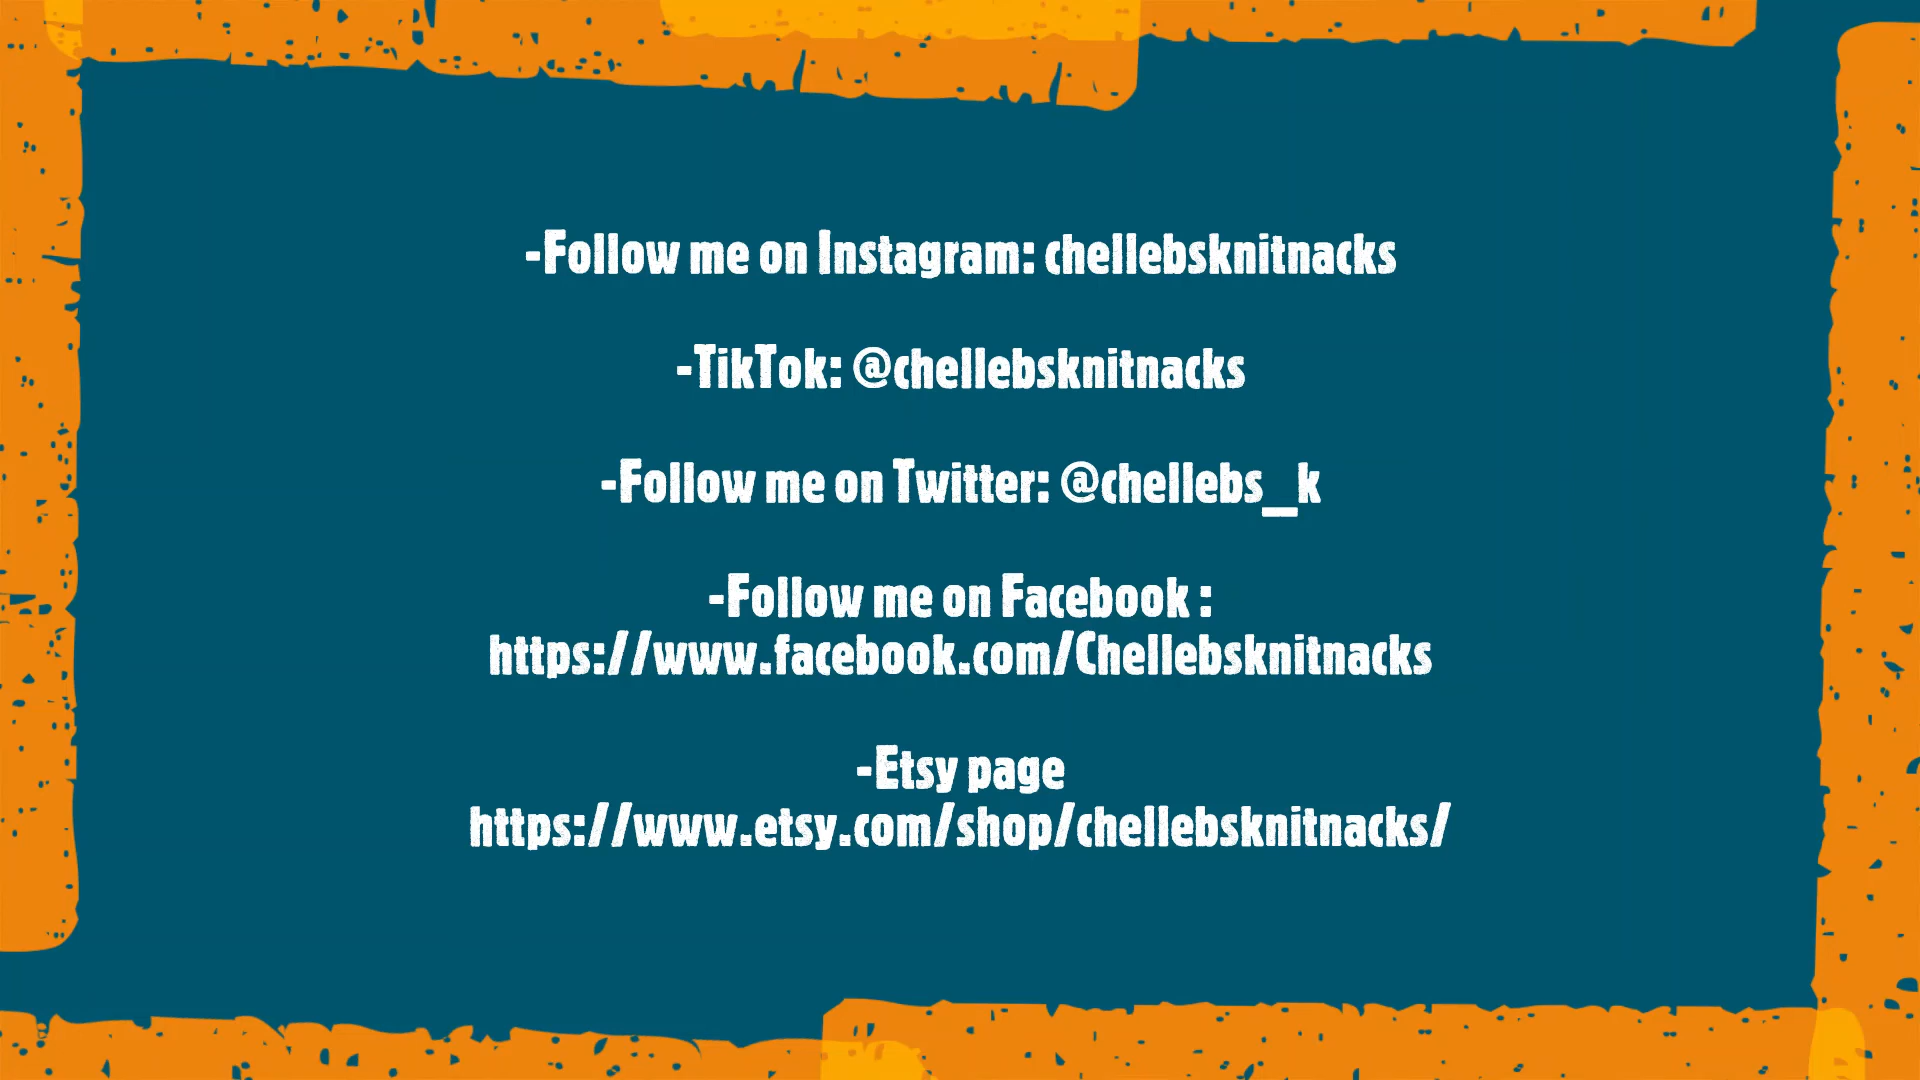 -Follow me on Instagram: chellebsknitnacks
-TikTok: @chellebsknitnacks
-Follow me on Twitter: @chellebs_k
-Follow me on Facebook :
https://www.facebook.com/Chellebsknitnacks
-Etsy page
https://www.etsy.com/shop/chellebsknitnacks/